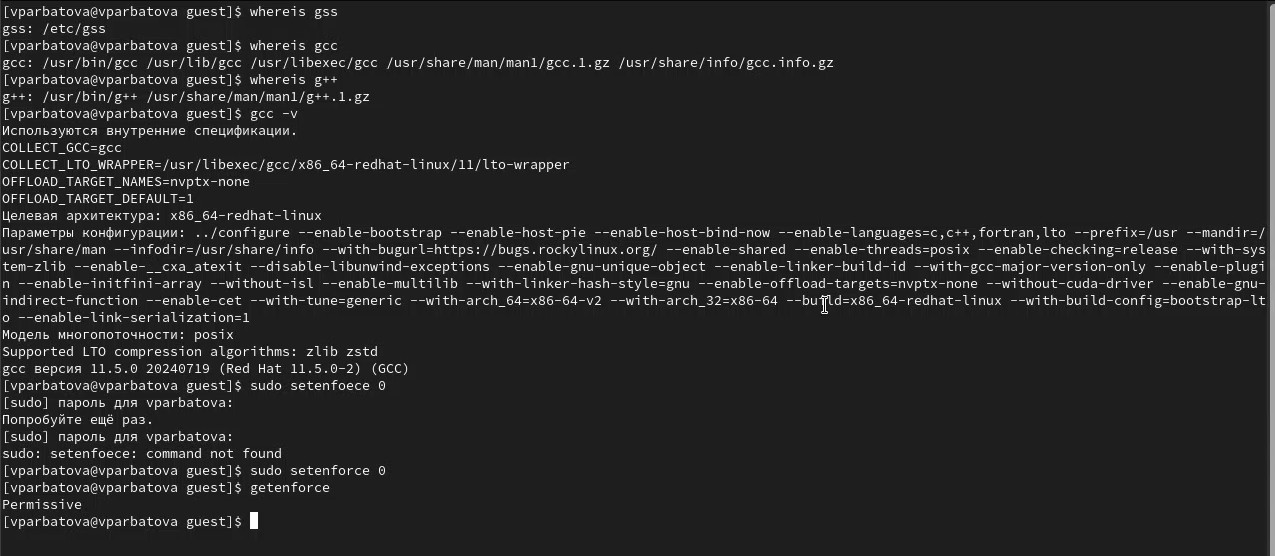 [vparbatova@vparbatova guest]$ whereis gss
gss: /etc/gss
[vparbatova@vparbatova guest]$ whereis gcc
gcc: /usr/bin/gcc /usr/lib/gcc /usr/libexec/gcc /usr/share/man/man1/gcc.1.gz /usr/share/info/gcc.info.gz
[vparbatova@vparbatova guest]$ whereis g++
g++: /usr/bin/g++ /usr/share/man/man1/g++.1.gz
[vparbatova@vparbatova guest]$ gcc -v
Используются внутренние спецификации.
COLLECT_GCC=gcc
COLLECT_LTO_WRAPPER=/usr/libexec/gcc/x86_64-redhat-linux/11/lto-wrapper
OFFLOAD_TARGET_NAMES=nvptx-none
OFFLOAD_TARGET_DEFAULT=1
Целевая архитектура: x86_64-redhat-linux
Параметры конфигурации: ../configure --enable-bootstrap --enable-host-pie --enable-host-bind-now --enable-languages=c,c++,fortran,lto --prefix=/usr --mandir=/
usr/share/man --infodir=/usr/share/info --with-bugurl=https://bugs.rockylinux.org/ --enable-shared --enable-threads=posix --enable-checking=release --with-sys
tem-zlib --enable-__cxa_atexit --disable-libunwind-exceptions --enable-gnu-unique-object --enable-linker-build-id --with-gcc-major-version-only --enable-plugi
n --enable-initfini-array --without-isl --enable-multilib --with-linker-hash-style=gnu --enable-offload-targets=nvptx-none --without-cuda-driver --enable-gnu-
indirect-function --enable-cet --with-tune=generic --with-arch_64=x86-64-v2 --with-arch_32=x86-64 --build=x86_64-redhat-linux --with-build-config=bootstrap-lt
o --enable-link-serialization=1
Модель многопоточности: posix
Supported LTO compression algorithms: zlib zstd
gcc версия 11.5.0 20240719 (Red Hat 11.5.0-2) (GCC)
[vparbatova@vparbatova guest]$ sudo setenfoece 0
[sudo] пароль для vparbatova:
Попробуйте ещё раз.
[sudo] пароль для vparbatova:
sudo: setenfoece: command not found
[vparbatova@vparbatova guest]$ sudo setenforce 0
[vparbatova@vparbatova guest]$ getenforce
Permissive
[vparbatova@vparbatova guest]$